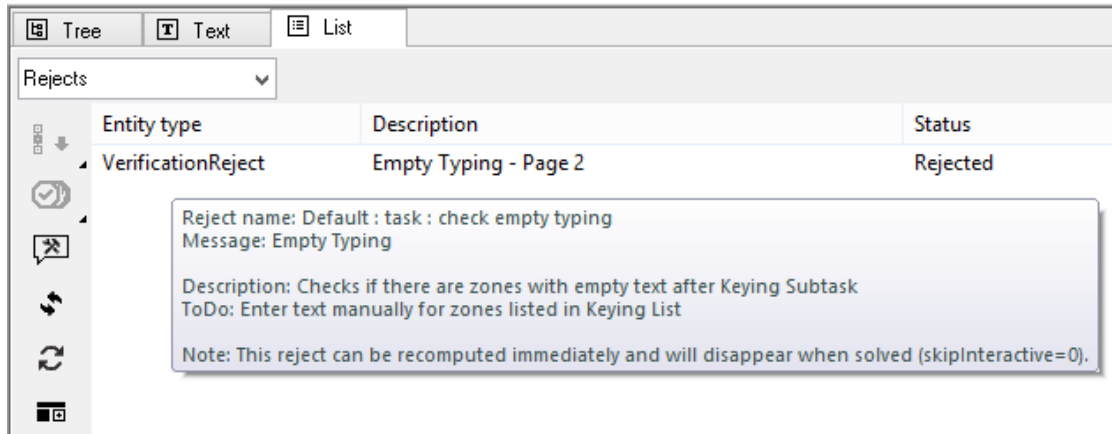 Tree Text List
Rejects
Entity type Description Status
VerificationReject Empty Typing - Page 2 Rejected
Reject name: Default : task : check empty typing
Message: Empty Typing
Description: Checks if there are zones with empty text after Keying Subtask
ToDo: Enter text manually for zones listed in Keying List
Note: This reject can be recomputed immediately and will disappear when solved (skipInteractive=0).